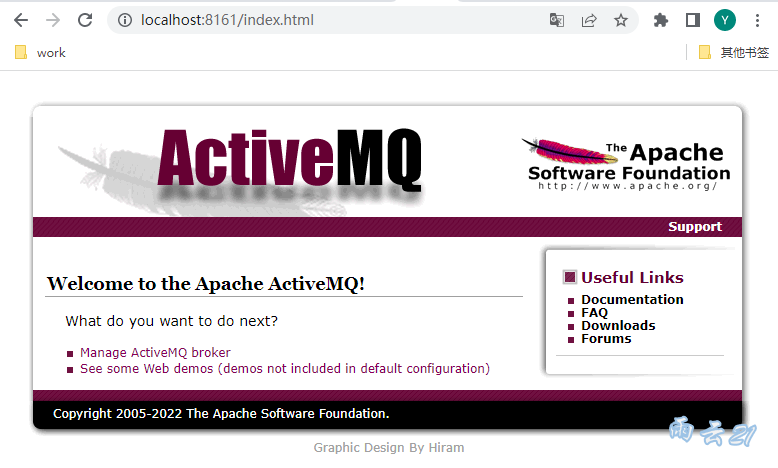 localhost:8161/index.html
Y
work
其他书签
ActiveMQ
The Apache
Software Foundation
http://www.apache.org/
Support
Welcome to the Apache ActiveMQ!
What do you want to do next?
Manage ActiveMQ broker
See some Web demos (demos not included in default configuration)
Useful Links
Documentation
FAQ
Downloads
Forums
Copyright 2005-2022 The Apache Software Foundation.
Graphic Design By Hiram
雨云21